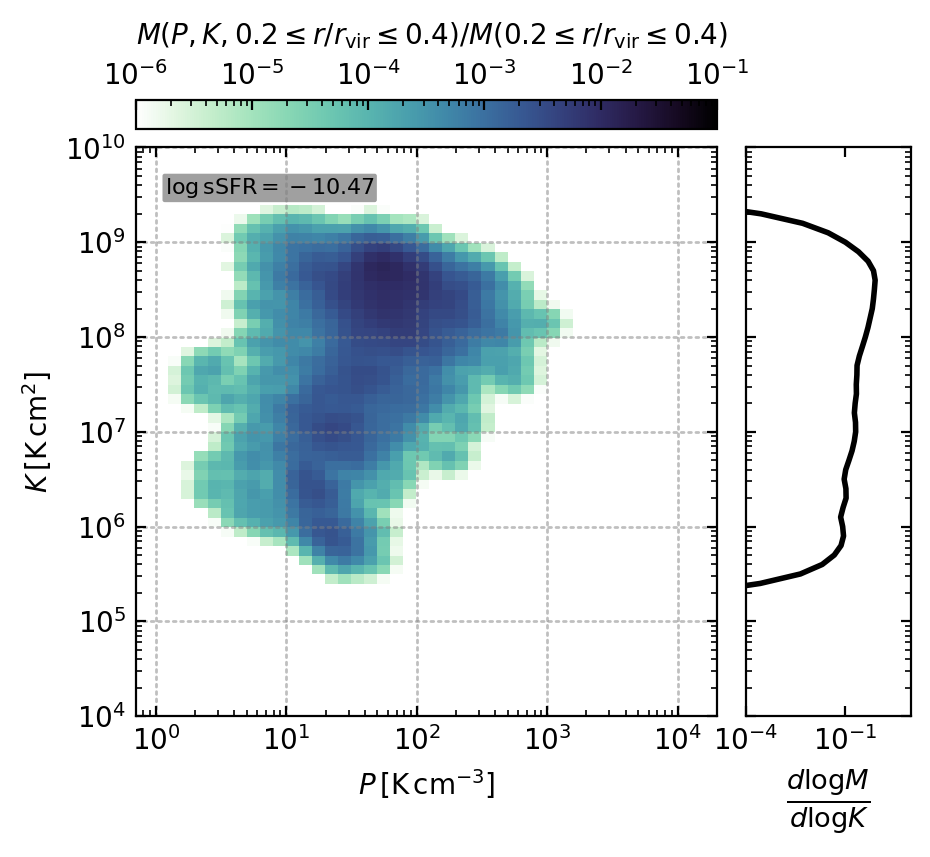 M(P, K, 0.2 ≤ r/r_vir ≤ 0.4)/M(0.2 ≤ r/r_vir ≤ 0.4)
10^−6 10^−5 10^−4 10^−3 10^−2 10^−1
10^10
log sSFR = −10.47
10^9
10^8
10^7
10^6
10^5
10^4
K [K cm^2]
10^0 10^1 10^2 10^3 10^4 10^−4 10^−1
P [K cm^−3]
dlogM
dlogK